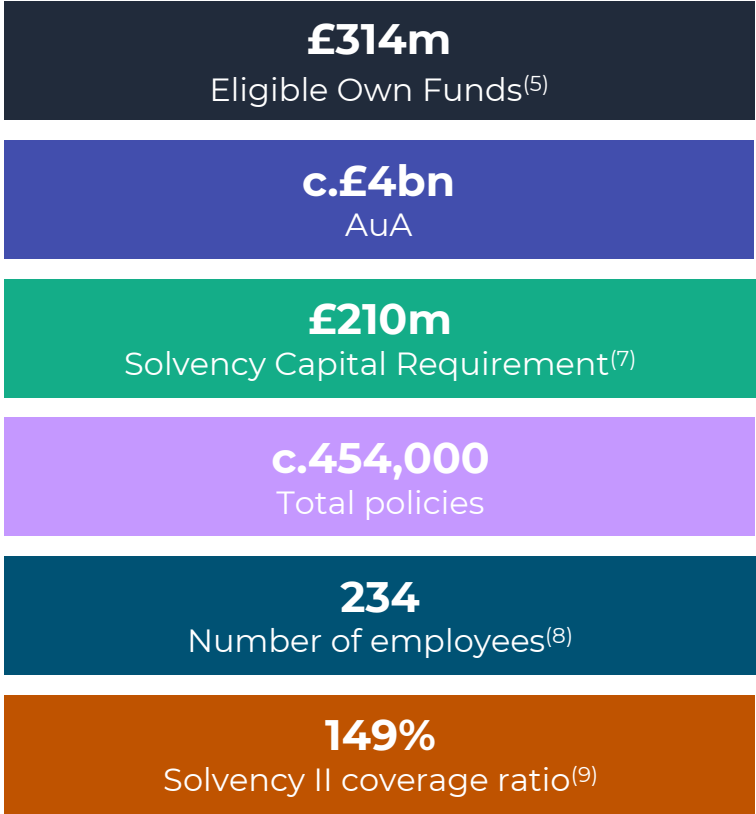 £314m
Eligible Own Funds(5)
c.£4bn
AuA
£210m
Solvency Capital Requirement(7)
c.454,000
Total policies
234
Number of employees(8)
149%
Solvency II coverage ratio(9)